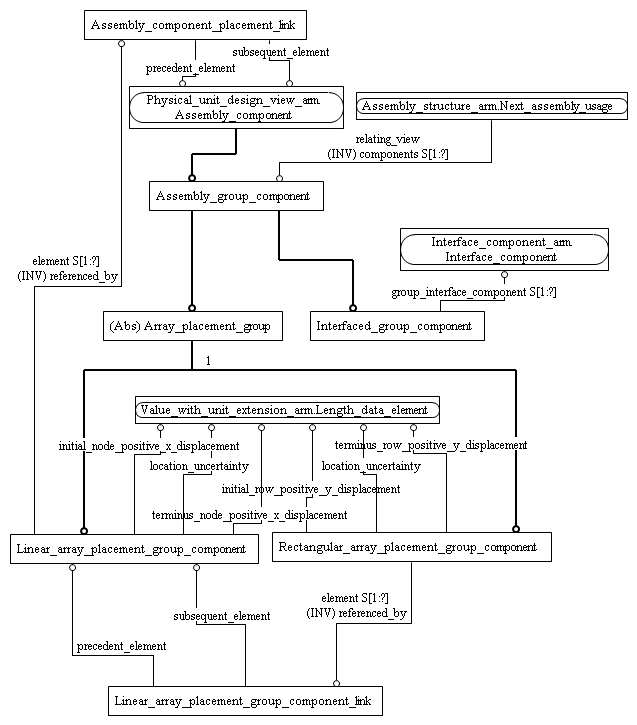 Assembly_component_placement_link
subsequent_element
precedent_element
Physical_unit_design_view_arm.
Assembly_component
Assembly_structure_arm.Next_assembly_usage
relating_view
(INV) components S[1:?]
Assembly_group_component
Interface_component_arm.
Interface_component
element S[1:?]
(INV) referenced_by
group_interface_component S[1:?]
(Abs) Array_placement_group
Interfaced_group_component
1
Value_with_unit_extension_arm.Length_data_element
initial_node_positive_x_displacement
terminus_row_positive_y_displacement
location_uncertainty
location_uncertainty
initial_row_positive_y_displacement
terminus_node_positive_x_displacement
Linear_array_placement_group_component
Rectangular_array_placement_group_component
element S[1:?]
(INV) referenced_by
subsequent_element
precedent_element
Linear_array_placement_group_component_link